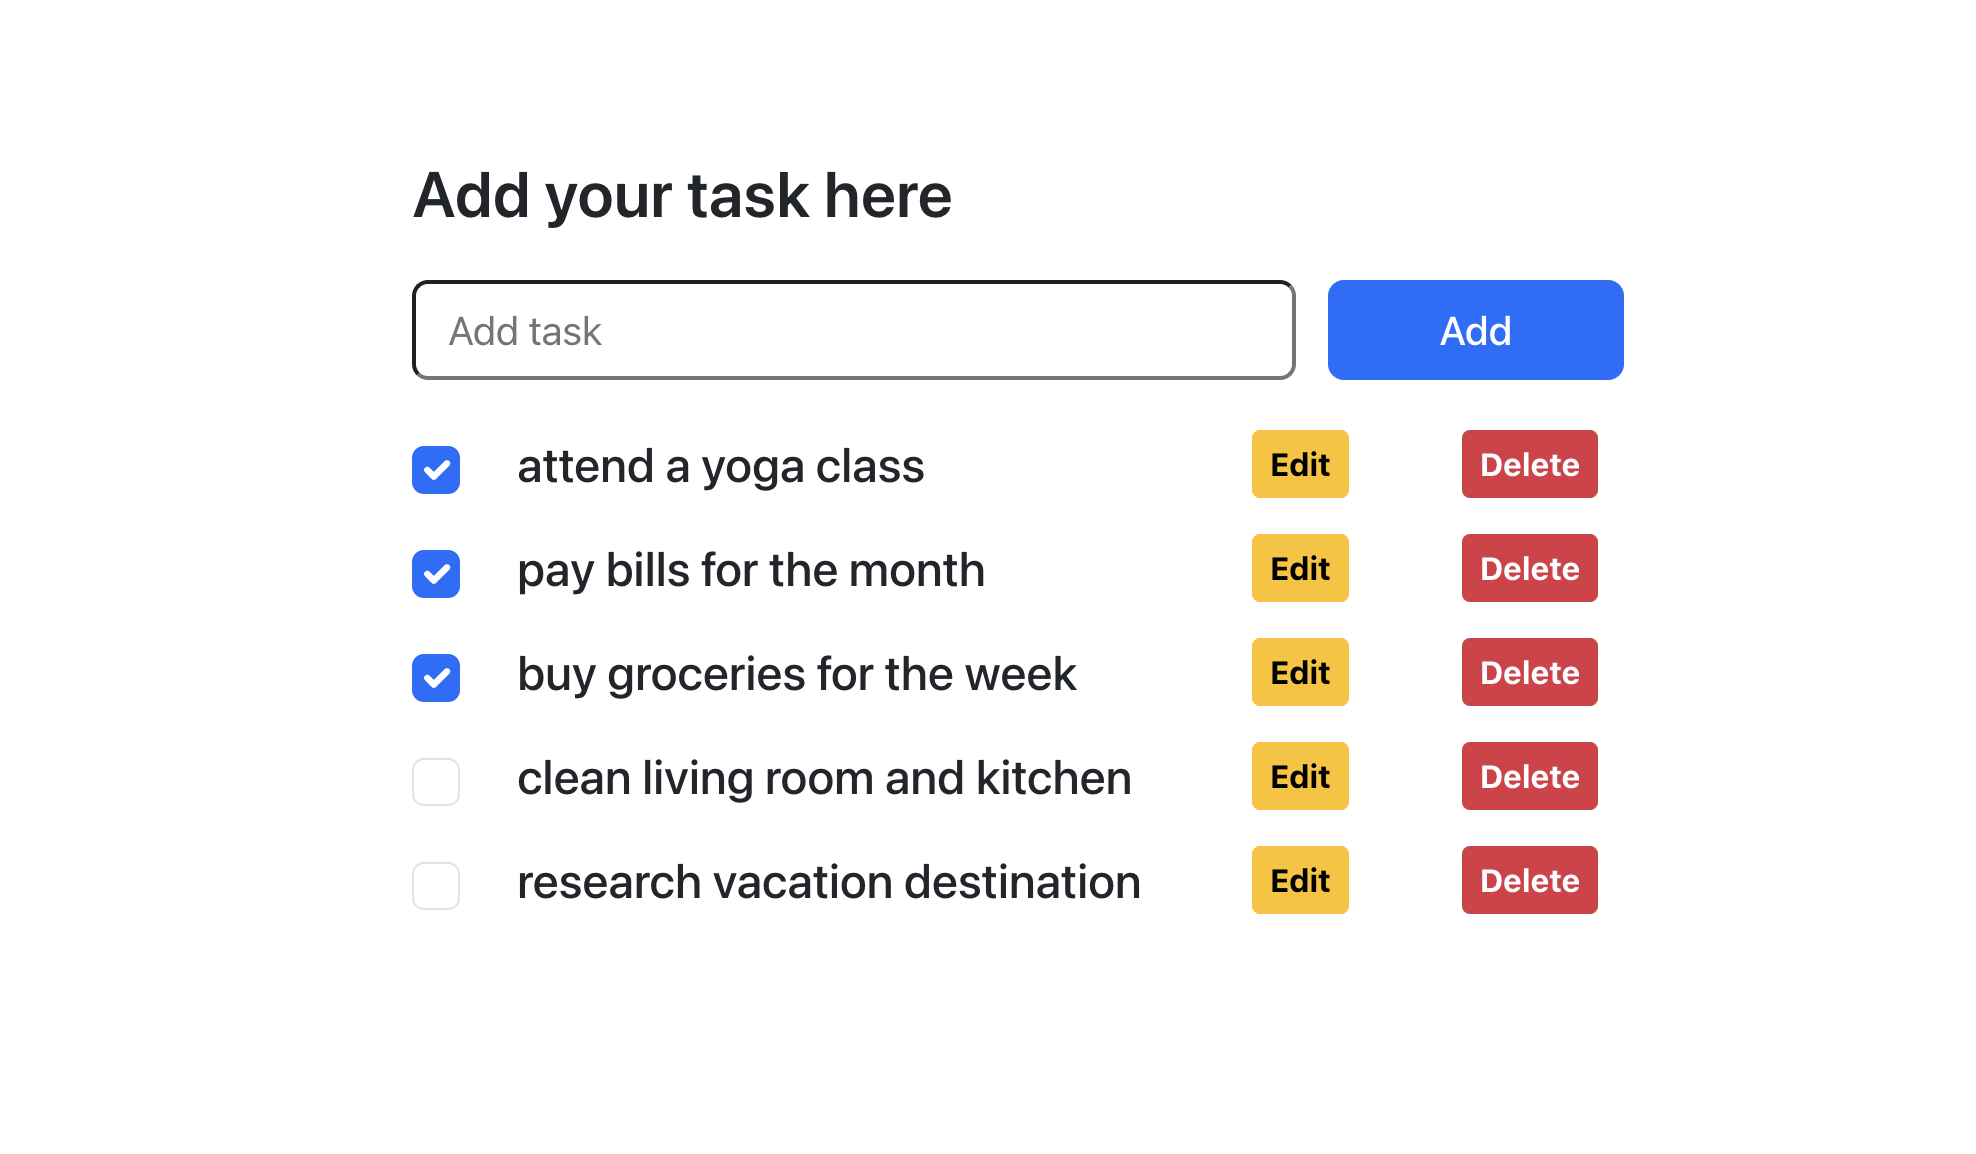 Add your task here
Add task Add
attend a yoga class Edit Delete
pay bills for the month Edit Delete
buy groceries for the week Edit Delete
clean living room and kitchen Edit Delete
research vacation destination Edit Delete